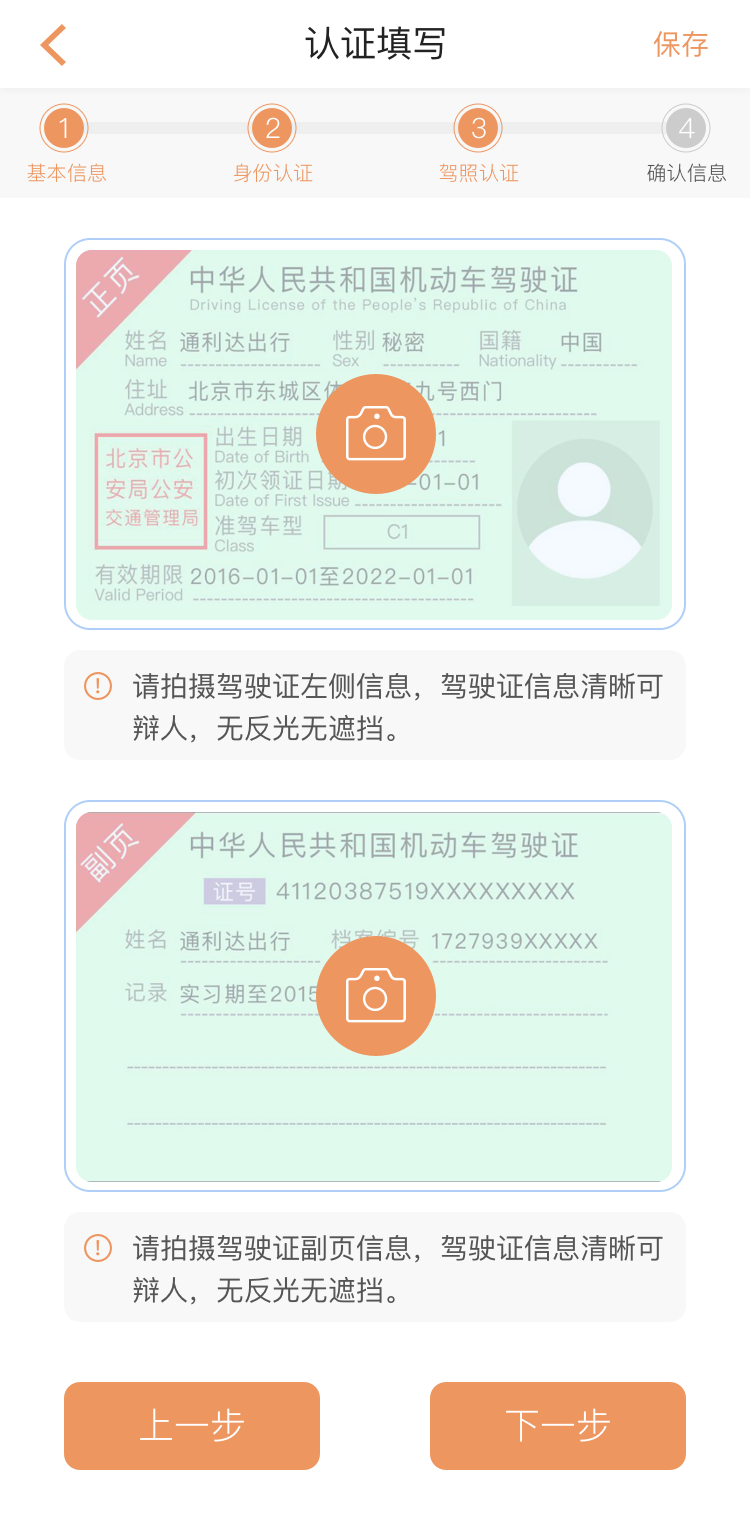 认证填写
保存
1 2 3 4
基本信息 身份认证 驾照认证 确认信息
正页
中华人民共和国机动车驾驶证
Driving License of the People's Republic of China
姓名 通利达出行 性别 秘密 国籍 中国
Name Sex Nationality
住址 北京市东城区 九号西门
Address
北京市公
安局公安
交通管理局
出生日期 1
Date of Birth
初次领证日期 -01-01
Date of First Issue
准驾车型 C1
Class
有效期限 2016-01-01至2022-01-01
Valid Period
请拍摄驾驶证左侧信息，驾驶证信息清晰可
辩人，无反光无遮挡。
副页
中华人民共和国机动车驾驶证
证号 41120387519XXXXXXXXX
姓名 通利达出行 档案编号 1727939XXXXX
记录 实习期至2015
请拍摄驾驶证副页信息，驾驶证信息清晰可
辩人，无反光无遮挡。
上一步 下一步